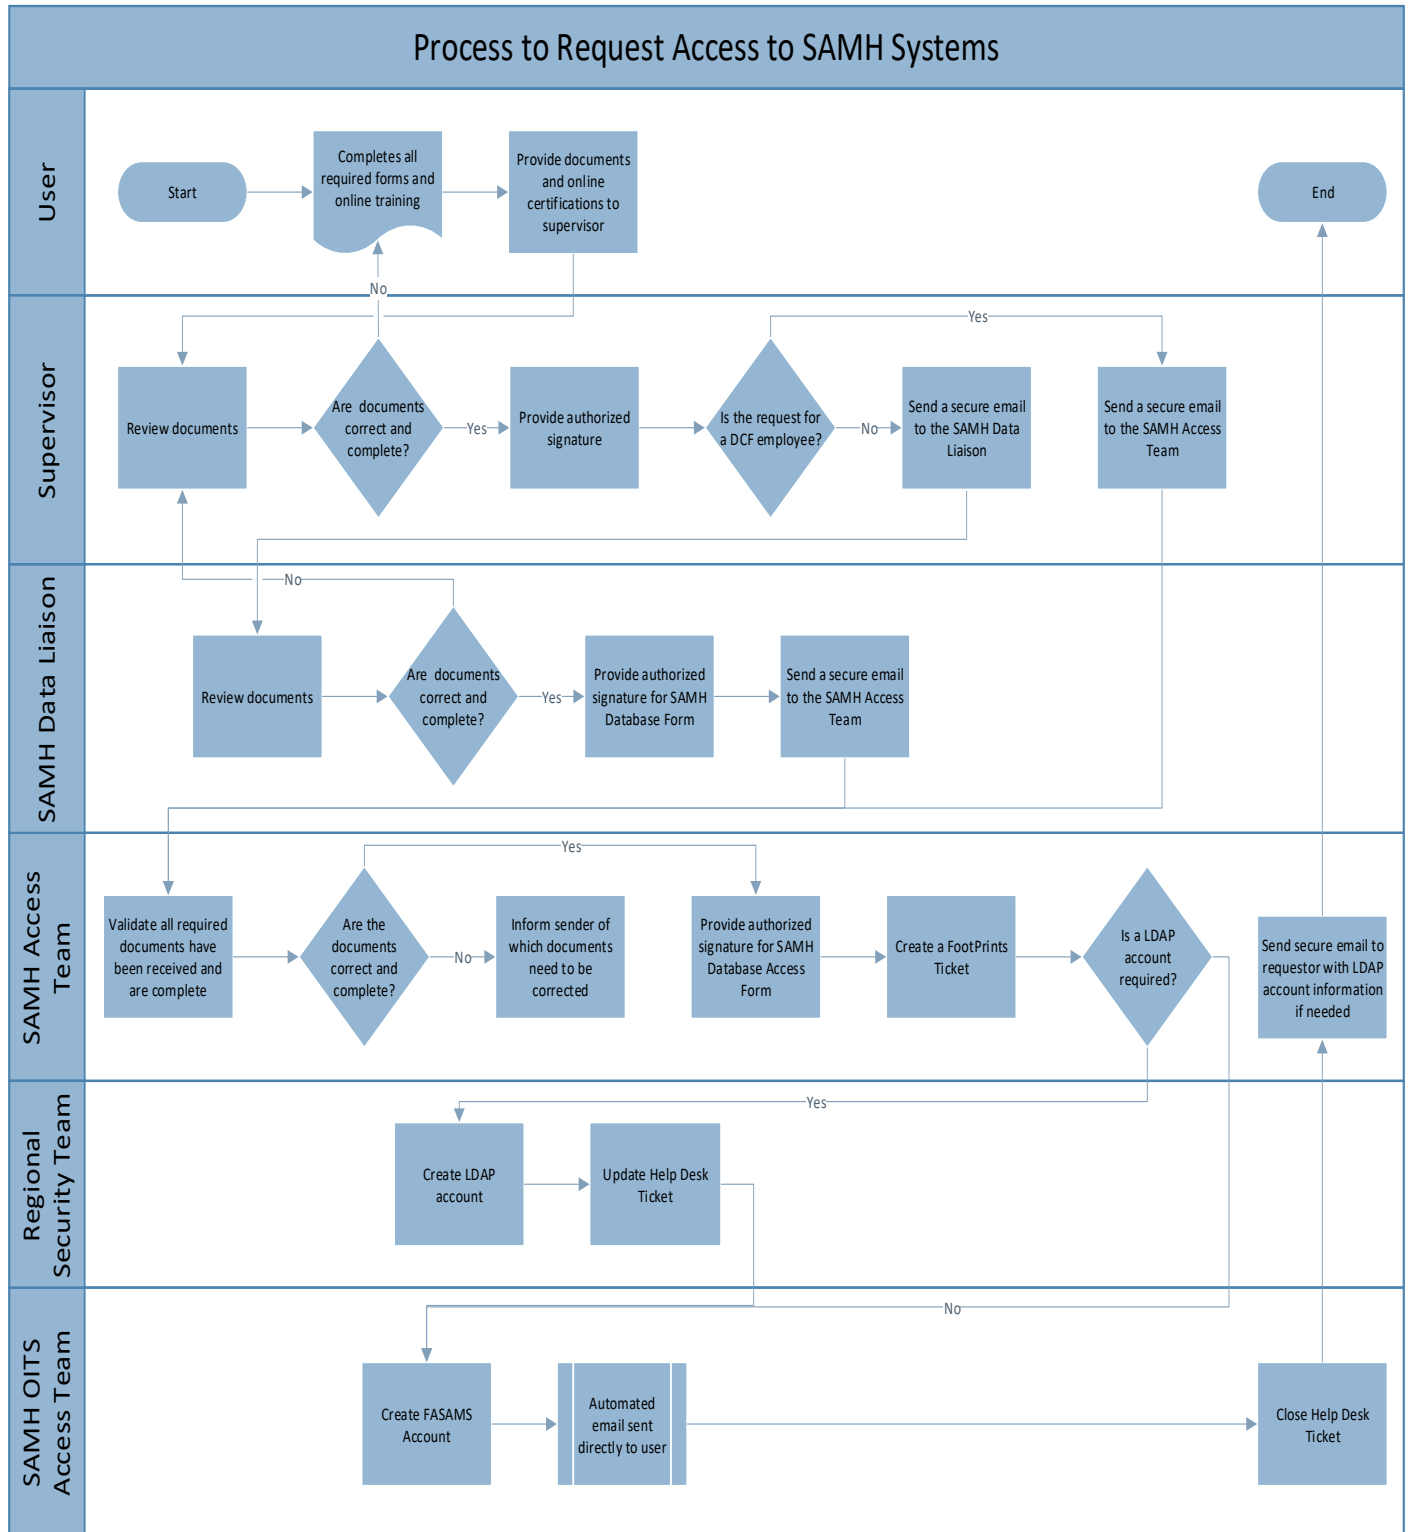 Process to Request Access to SAMH Systems
User
Start
Completes all
required forms and
online training
Provide documents
and online
certifications to
supervisor
End
No
Supervisor
Review documents
Are documents
correct and
complete?
Yes
Provide authorized
signature
Is the request for
a DCF employee?
Yes
No
Send a secure email
to the SAMH Data
Liaison
Send a secure email
to the SAMH Access
Team
SAMH Data Liaison
No
Review documents
Are documents
correct and
complete?
Yes
Provide authorized
signature for SAMH
Database Form
Send a secure email
to the SAMH Access
Team
SAMH Access
Team
Yes
Validate all required
documents have
been received and
are complete
Are the
documents
correct and
complete?
No
Inform sender of
which documents
need to be
corrected
Provide authorized
signature for SAMH
Database Access
Form
Create a FootPrints
Ticket
Is a LDAP
account
required?
Send secure email to
requestor with LDAP
account information
if needed
Regional
Security Team
Yes
Create LDAP
account
Update Help Desk
Ticket
SAMH OITS
Access Team
No
Create FASAMS
Account
Automated
email sent
directly to user
Close Help Desk
Ticket